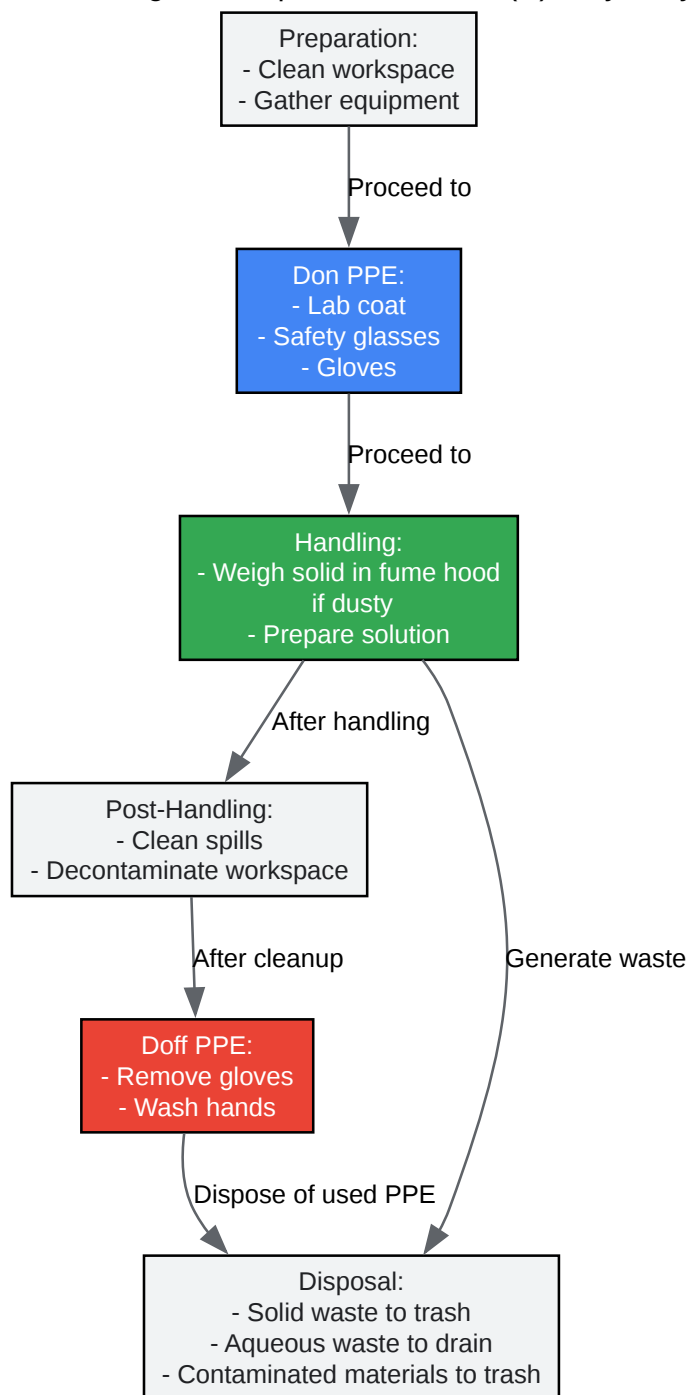 Preparation:
- Clean workspace
- Gather equipment
Proceed to
Don PPE:
- Lab coat
- Safety glasses
- Gloves
Proceed to
Handling:
- Weigh solid in fume hood
if dusty
- Prepare solution
After handling
Post-Handling:
- Clean spills
- Decontaminate workspace
After cleanup
Generate waste
Doff PPE:
- Remove gloves
- Wash hands
Dispose of used PPE
Disposal:
- Solid waste to trash
- Aqueous waste to drain
- Contaminated materials to trash